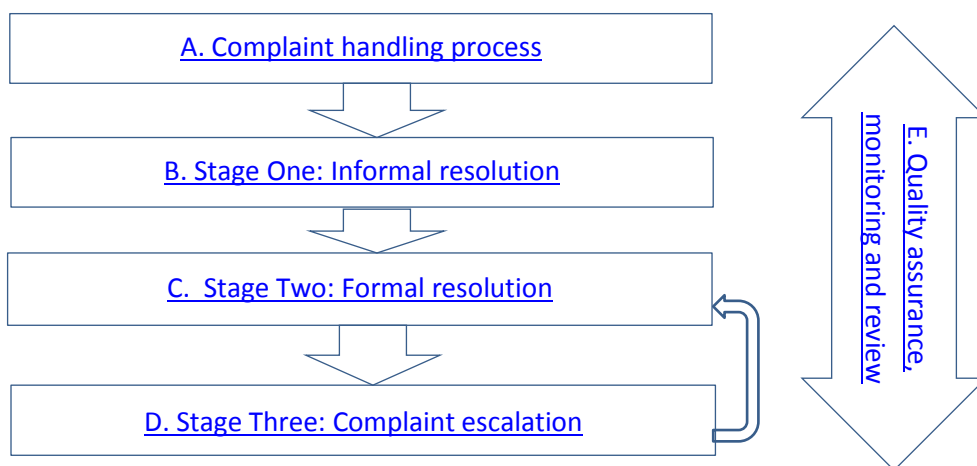 A. Complaint handling process
B. Stage One: Informal resolution
C.  Stage Two: Formal resolution
D. Stage Three: Complaint escalation
E. Quality assurance,
monitoring and review